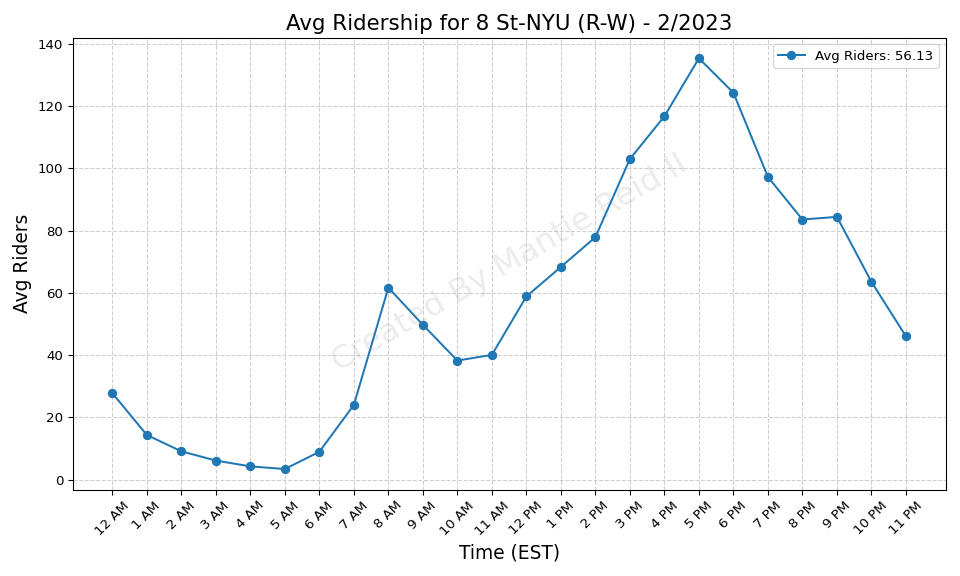 Avg Ridership for 8 St-NYU (R-W) - 2/2023
Avg Riders: 56.13
Avg Riders
140
120
100
80
60
40
20
0
Created By Mantle Reid II
12 AM
1 AM
2 AM
3 AM
4 AM
5 AM
6 AM
7 AM
8 AM
9 AM
10 AM
11 AM
12 PM
1 PM
2 PM
3 PM
4 PM
5 PM
6 PM
7 PM
8 PM
9 PM
10 PM
11 PM
Time (EST)